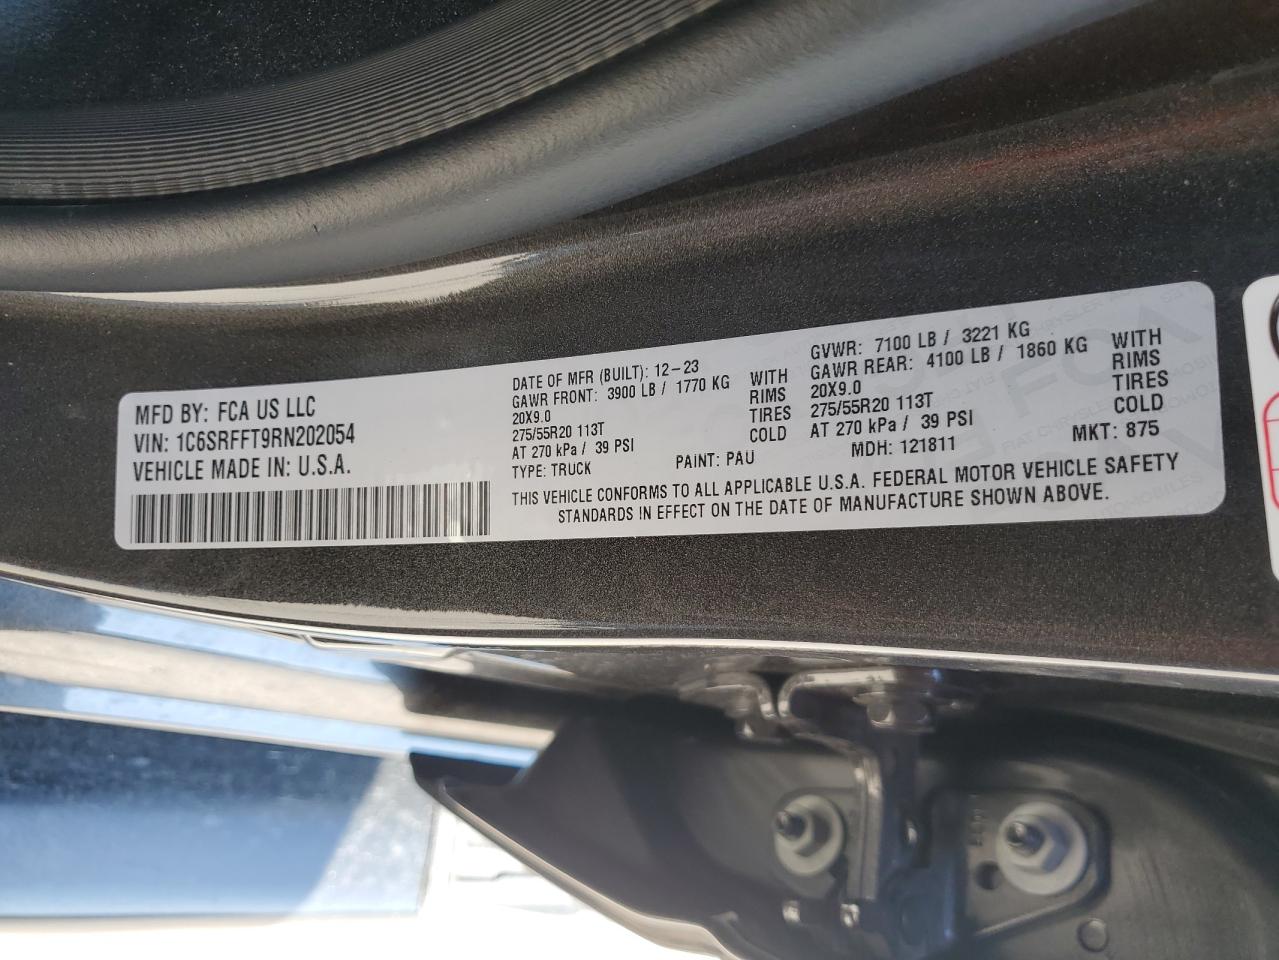 MFD BY: FCA US LLC
VIN: 1C6SRFFT9RN202054
VEHICLE MADE IN: U.S.A.
DATE OF MFR (BUILT): 12-23
GAWR FRONT: 3900 LB / 1770 KG WITH
20X9.0 RIMS
275/55R20 113T TIRES
AT 270 kPa / 39 PSI COLD
TYPE: TRUCK
GVWR: 7100 LB / 3221 KG
GAWR REAR: 4100 LB / 1860 KG WITH
20X9.0 RIMS
275/55R20 113T TIRES
AT 270 kPa / 39 PSI COLD
PAINT: PAU MDH: 121811 MKT: 875
THIS VEHICLE CONFORMS TO ALL APPLICABLE U.S.A. FEDERAL MOTOR VEHICLE SAFETY
STANDARDS IN EFFECT ON THE DATE OF MANUFACTURE SHOWN ABOVE.
FCA